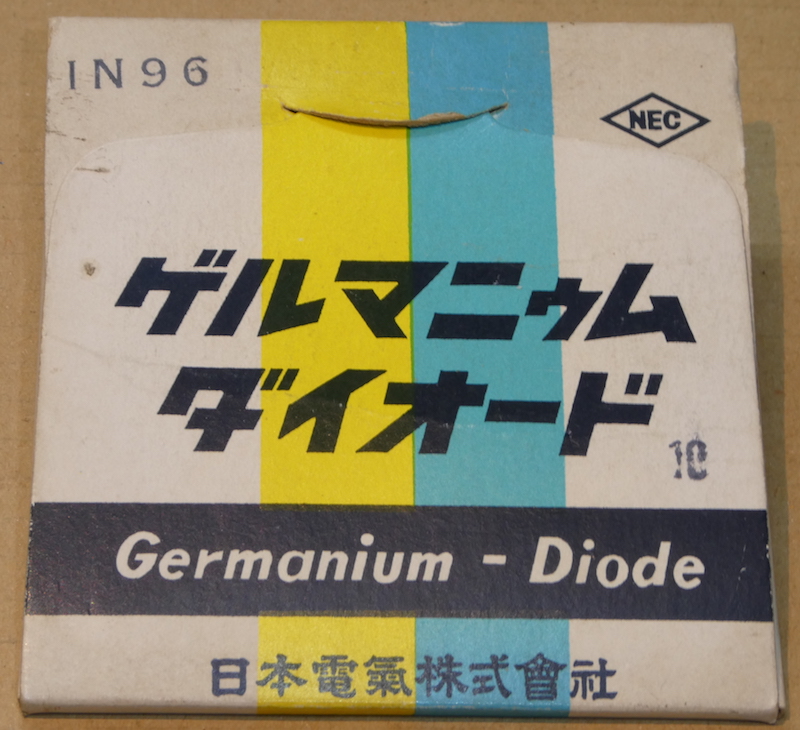 1N96
NEC
ゲルマニゥム
ダイオード
10
Germanium - Diode
日本電氣株式會社